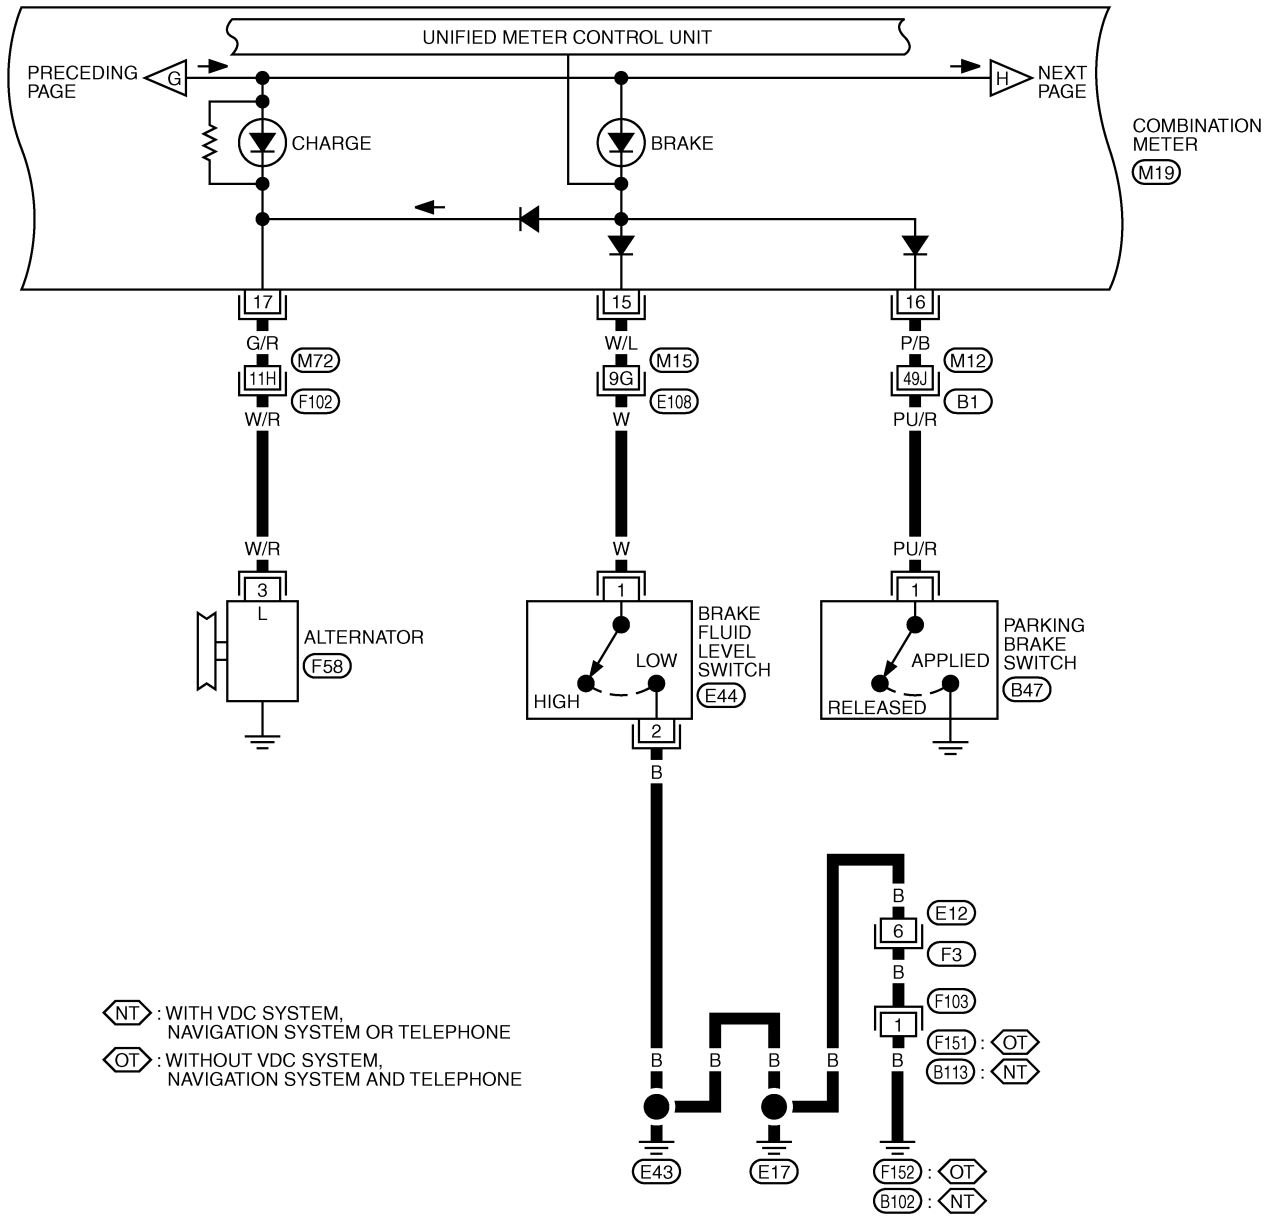 UNIFIED METER CONTROL UNIT
PRECEDING
PAGE
G
H
NEXT
PAGE
CHARGE
BRAKE
COMBINATION
METER
M19
17
15
16
G/R
W/L
P/B
M72
M15
M12
11H
9G
49J
F102
E108
B1
W/R
W
PU/R
W/R
W
PU/R
3
1
1
L
ALTERNATOR
F58
BRAKE
FLUID
LEVEL
SWITCH
E44
LOW
HIGH
PARKING
BRAKE
SWITCH
B47
APPLIED
RELEASED
2
B
B
E12
6
F3
B
F103
1
F151 : OT
B113 : NT
NT : WITH VDC SYSTEM,
NAVIGATION SYSTEM OR TELEPHONE
OT : WITHOUT VDC SYSTEM,
NAVIGATION SYSTEM AND TELEPHONE
B
B
B
B
B
E43
E17
F152 : OT
B102 : NT